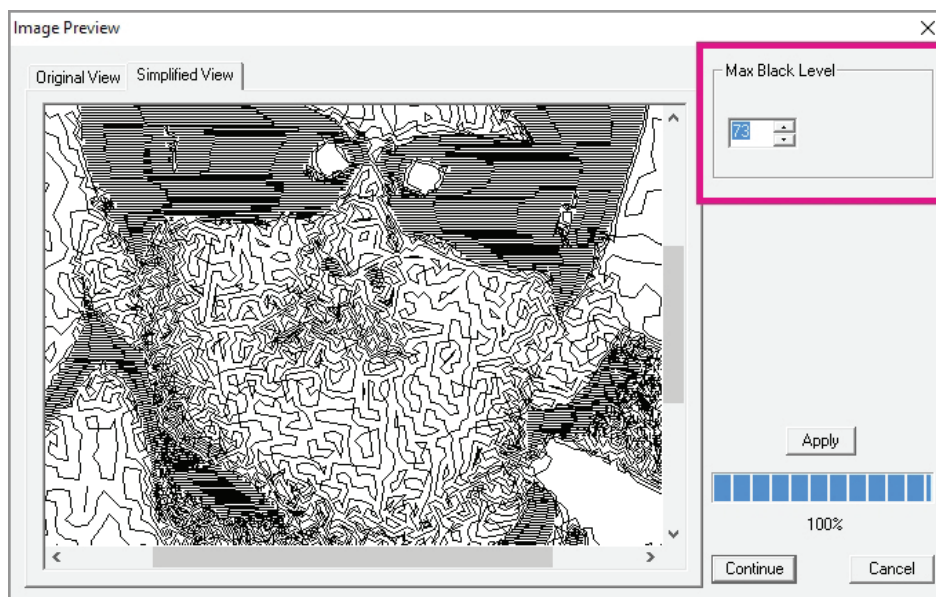 Image Preview
Original View Simplified View
Max Black Level
73
Apply
100%
Continue Cancel